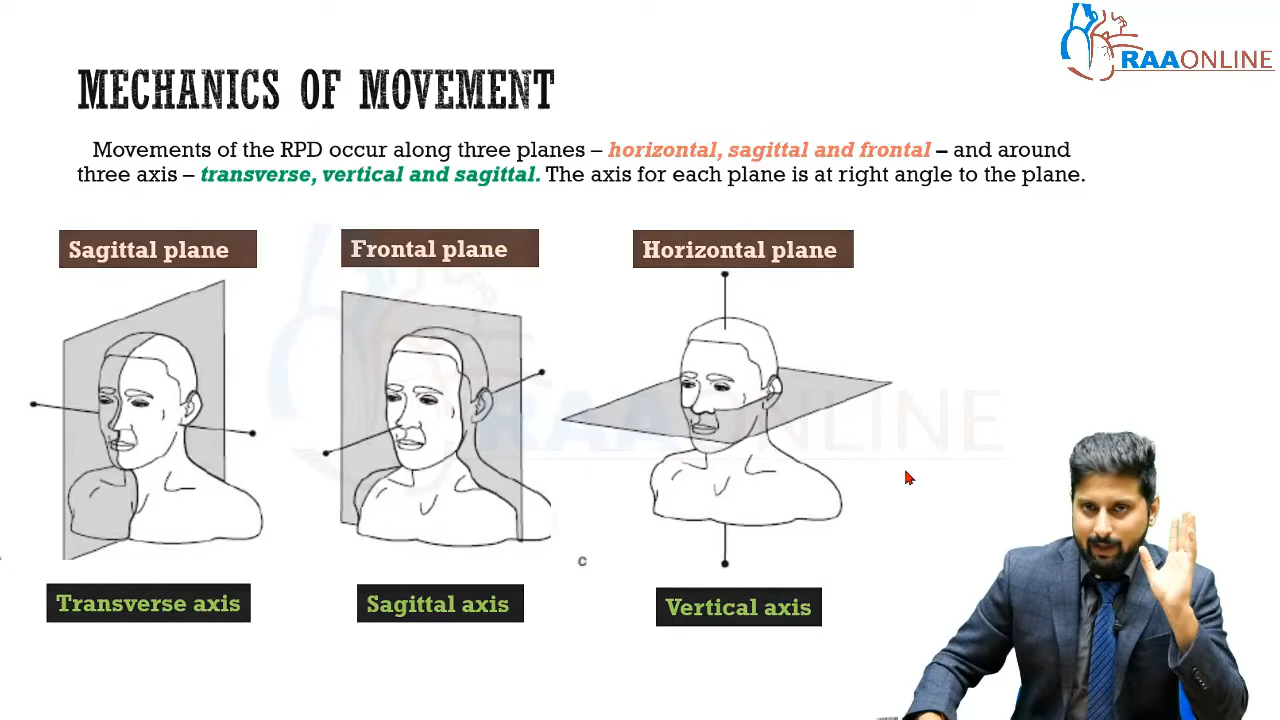 RAAONLINE
MECHANICS OF MOVEMENT
Movements of the RPD occur along three planes – horizontal, sagittal and frontal – and around
three axis – transverse, vertical and sagittal. The axis for each plane is at right angle to the plane.
Sagittal plane
Frontal plane
Horizontal plane
RAAONLINE
c
Transverse axis
Sagittal axis
Vertical axis